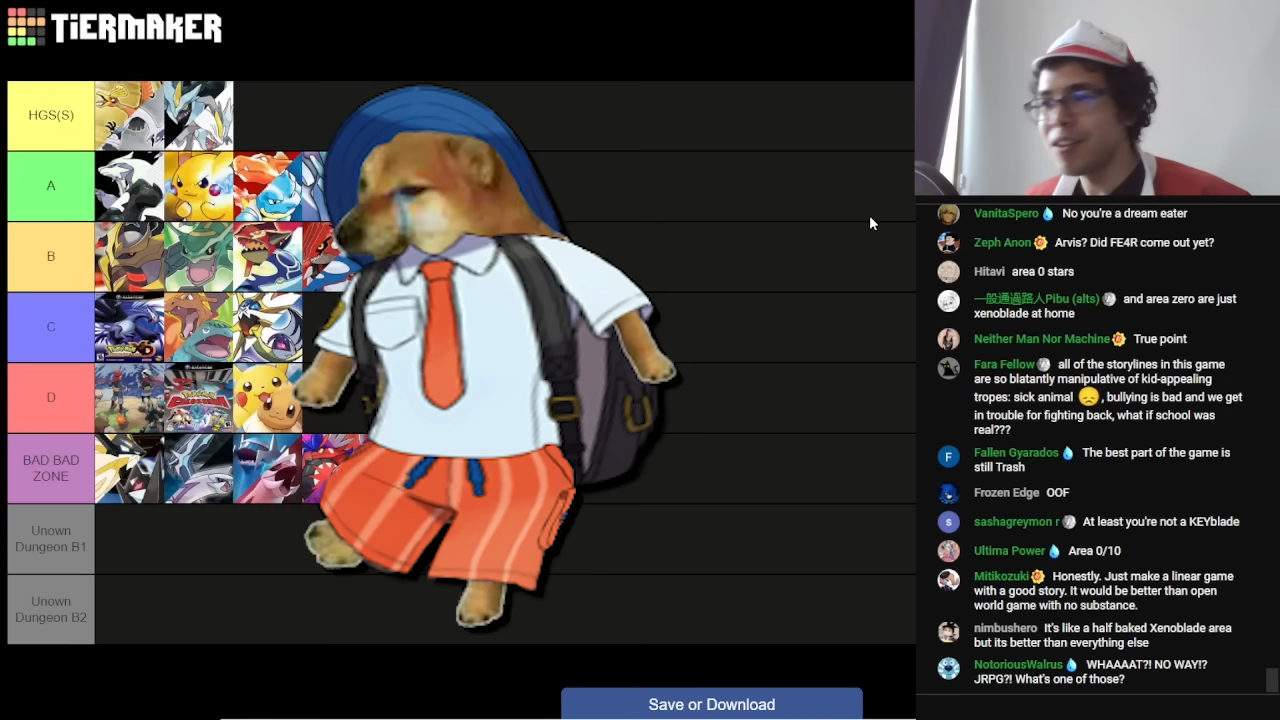 TiERMAKER
HGS(S)
A
B
C
D
BAD BAD
ZONE
Unown
Dungeon B1
Unown
Dungeon B2
Save or Download
VanitaSpero No you're a dream eater
Zeph Anon Arvis? Did FE4R come out yet?
Hitavi area 0 stars
一般通過路人Pibu (alts) and area zero are just
xenoblade at home
Neither Man Nor Machine True point
Fara Fellow all of the storylines in this game
are so blatantly manipulative of kid-appealing
tropes: sick animal , bullying is bad and we get
in trouble for fighting back, what if school was
real???
F
Fallen Gyarados The best part of the game is
still Trash
Frozen Edge OOF
s
sashagreymon r At least you're not a KEYblade
Ultima Power Area 0/10
Mitikozuki Honestly. Just make a linear game
with a good story. It would be better than open
world game with no substance.
nimbushero It's like a half baked Xenoblade area
but its better than everything else
NotoriousWalrus WHAAAAT?! NO WAY!?
JRPG?! What's one of those?